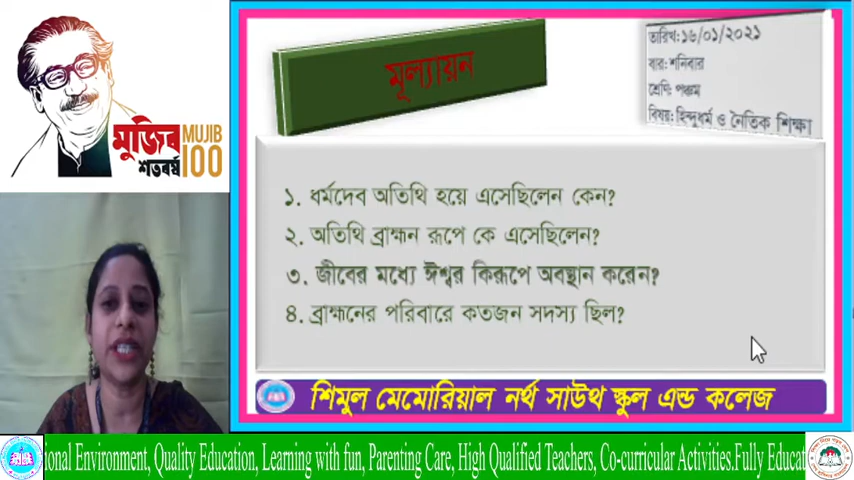 মুজিব
শতবর্ষ
MUJIB
100
মূল্যায়ন
তারিখ:১৬/০১/২০২১
বার: শনিবার
শ্রেণি: পঞ্চম
বিষয়: হিন্দুধর্ম ও নৈতিক শিক্ষা
১. ধর্মদেব অতিথি হয়ে এসেছিলেন কেন?
২. অতিথি ব্রাহ্মন রূপে কে এসেছিলেন?
৩. জীবের মধ্যে ঈশ্বর কিরূপে অবস্থান করেন?
৪. ব্রাহ্মনের পরিবারে কতজন সদস্য ছিল?
শিমুল মেমোরিয়াল নর্থ সাউথ স্কুল এন্ড কলেজ
ional Environment, Quality Education, Learning with fun, Parenting Care, High Qualified Teachers, Co-curricular Activities.Fully Educat